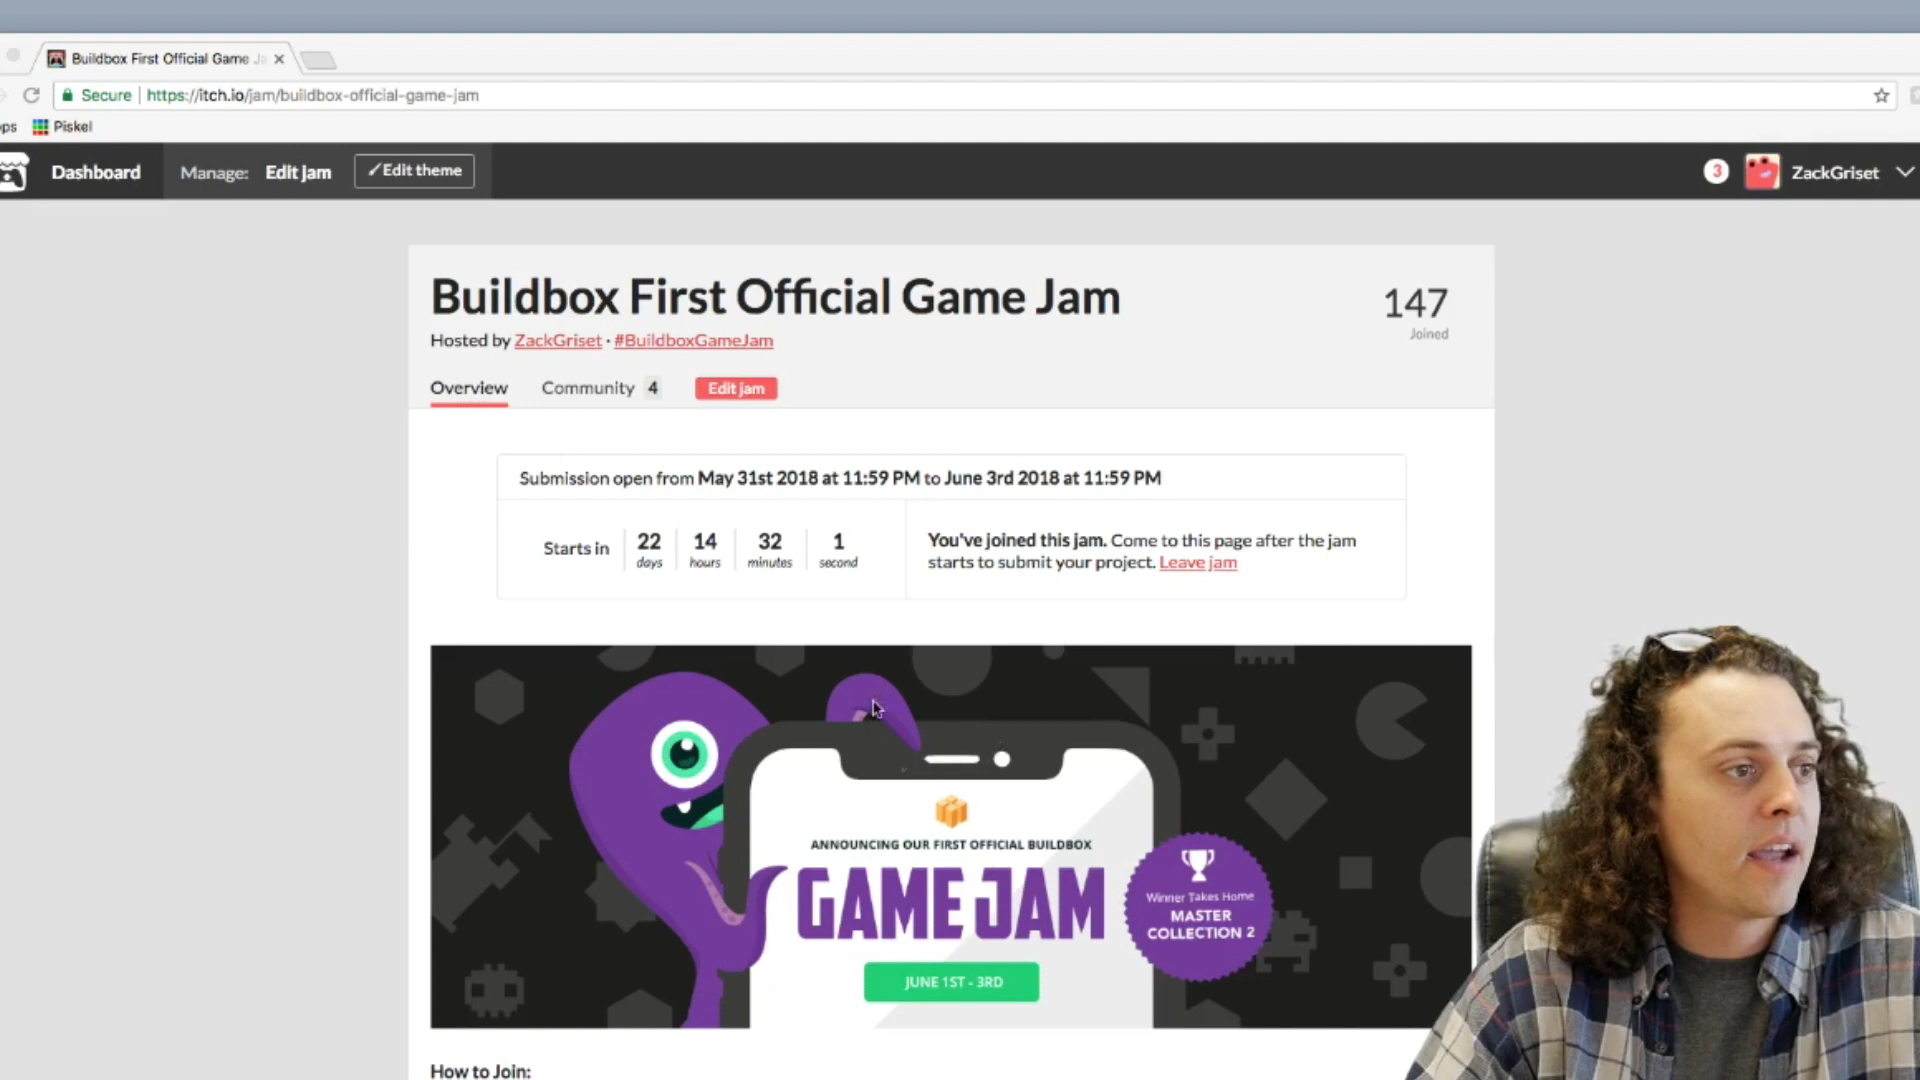 Buildbox First Official Game Ja
Secure https://itch.io/jam/buildbox-official-game-jam
ps Piskel
Dashboard Manage: Edit jam Edit theme 3 ZackGriset
Buildbox First Official Game Jam
147
Joined
Hosted by ZackGriset · #BuildboxGameJam
Overview Community 4 Edit jam
Submission open from May 31st 2018 at 11:59 PM to June 3rd 2018 at 11:59 PM
Starts in 22 days 14 hours 32 minutes 1 second
You've joined this jam. Come to this page after the jam
starts to submit your project. Leave jam
ANNOUNCING OUR FIRST OFFICIAL BUILDBOX
GAME JAM
Winner Takes Home
MASTER
COLLECTION 2
JUNE 1ST - 3RD
How to Join: